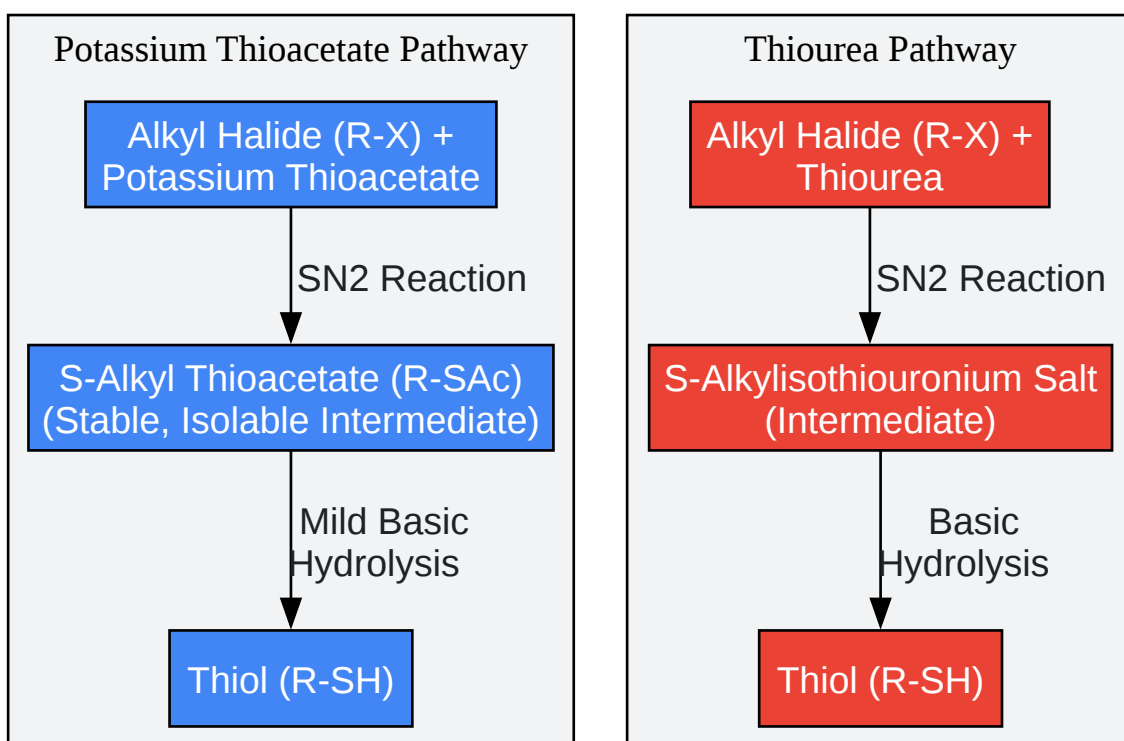 Potassium Thioacetate Pathway
Alkyl Halide (R-X) +
Potassium Thioacetate
SN2 Reaction
S-Alkyl Thioacetate (R-SAc)
(Stable, Isolable Intermediate)
Mild Basic
Hydrolysis
Thiol (R-SH)
Thiourea Pathway
Alkyl Halide (R-X) +
Thiourea
SN2 Reaction
S-Alkylisothiouronium Salt
(Intermediate)
Basic
Hydrolysis
Thiol (R-SH)